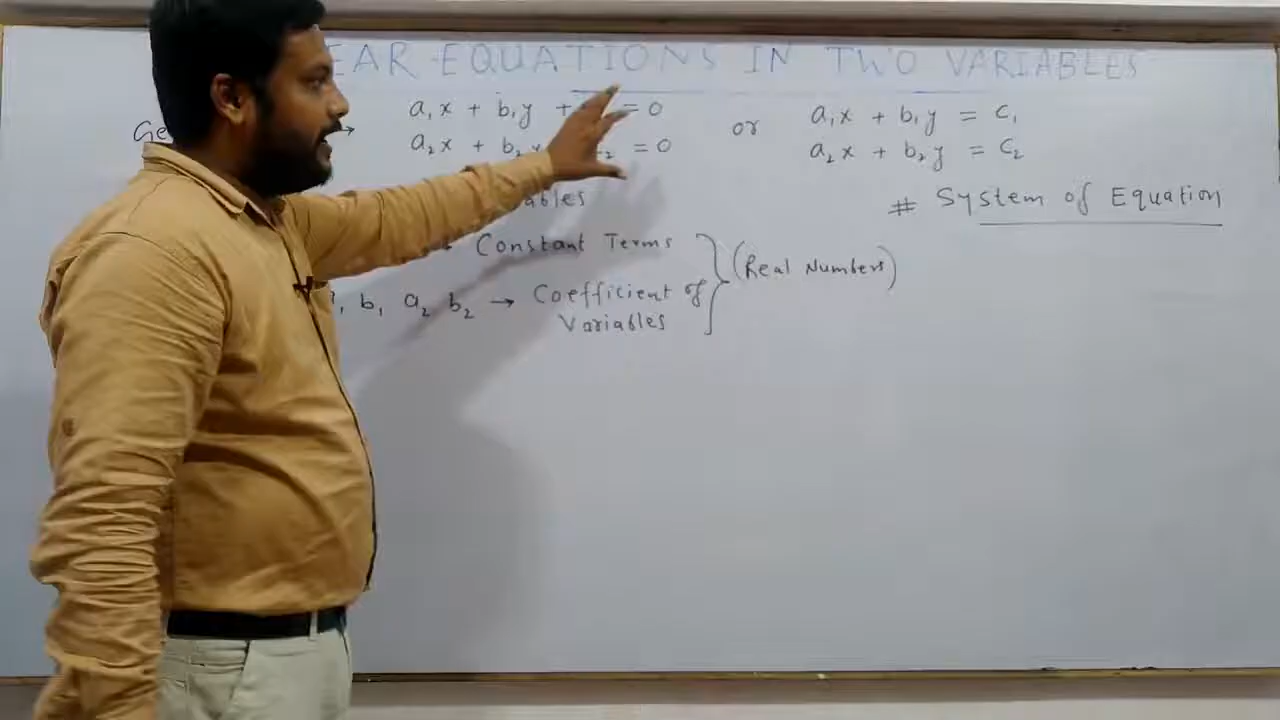 EAR EQUATIONS IN TWO VARIABLES
a₁x + b₁y + = 0 or a₁x + b₁y = C₁
a₂x + b₂ = 0 a₂x + b₂y = C₂
# System of Equation
Constant Terms
(Real Numbers)
b₁ a₂ b₂ → Coefficient of
Variables